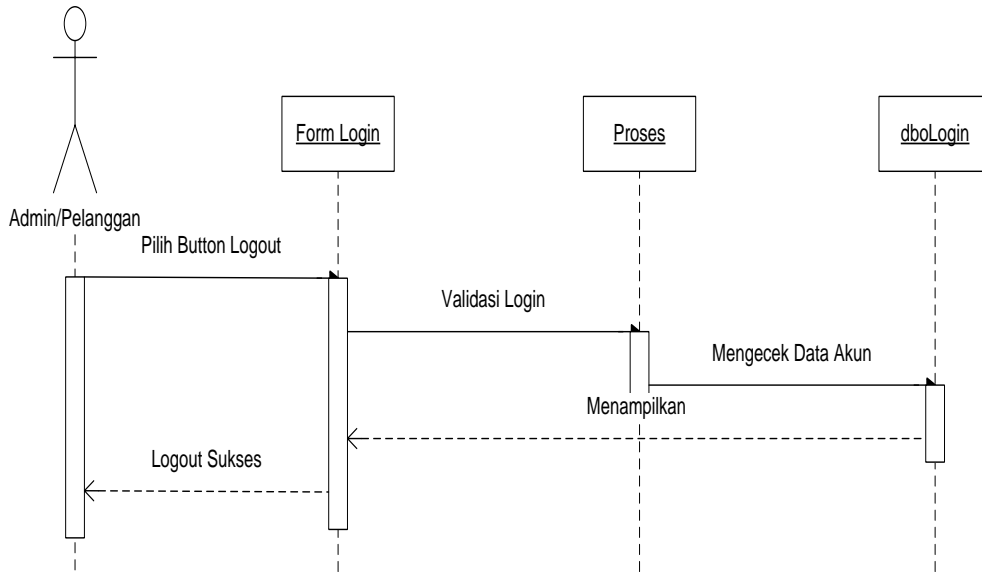 Form Login
Proses
dboLogin
Admin/Pelanggan
Pilih Button Logout
Validasi Login
Mengecek Data Akun
Menampilkan
Logout Sukses